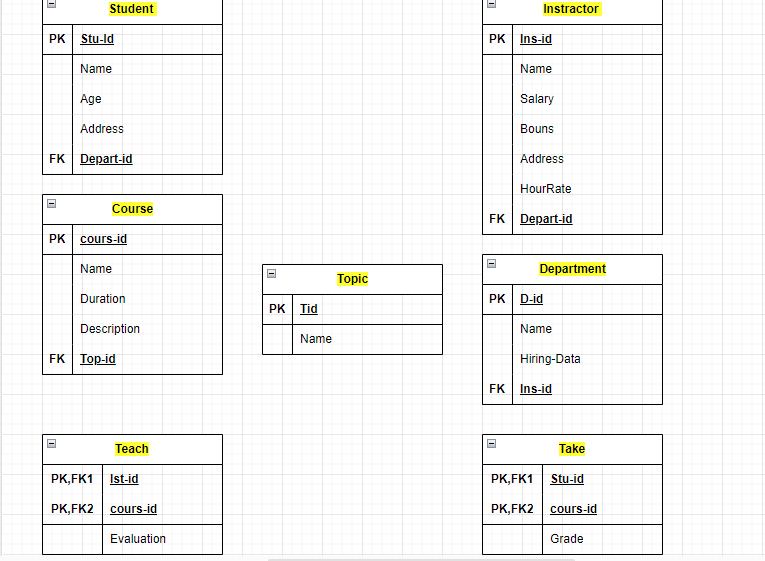 Student
PK Stu-Id
Name
Age
Address
FK Depart-id
Instractor
PK Ins-id
Name
Salary
Bouns
Address
HourRate
FK Depart-id
Course
PK cours-id
Name
Duration
Description
FK Top-id
Topic
PK Tid
Name
Department
PK D-id
Name
Hiring-Data
FK Ins-id
Teach
PK,FK1 Ist-id
PK,FK2 cours-id
Evaluation
Take
PK,FK1 Stu-id
PK,FK2 cours-id
Grade